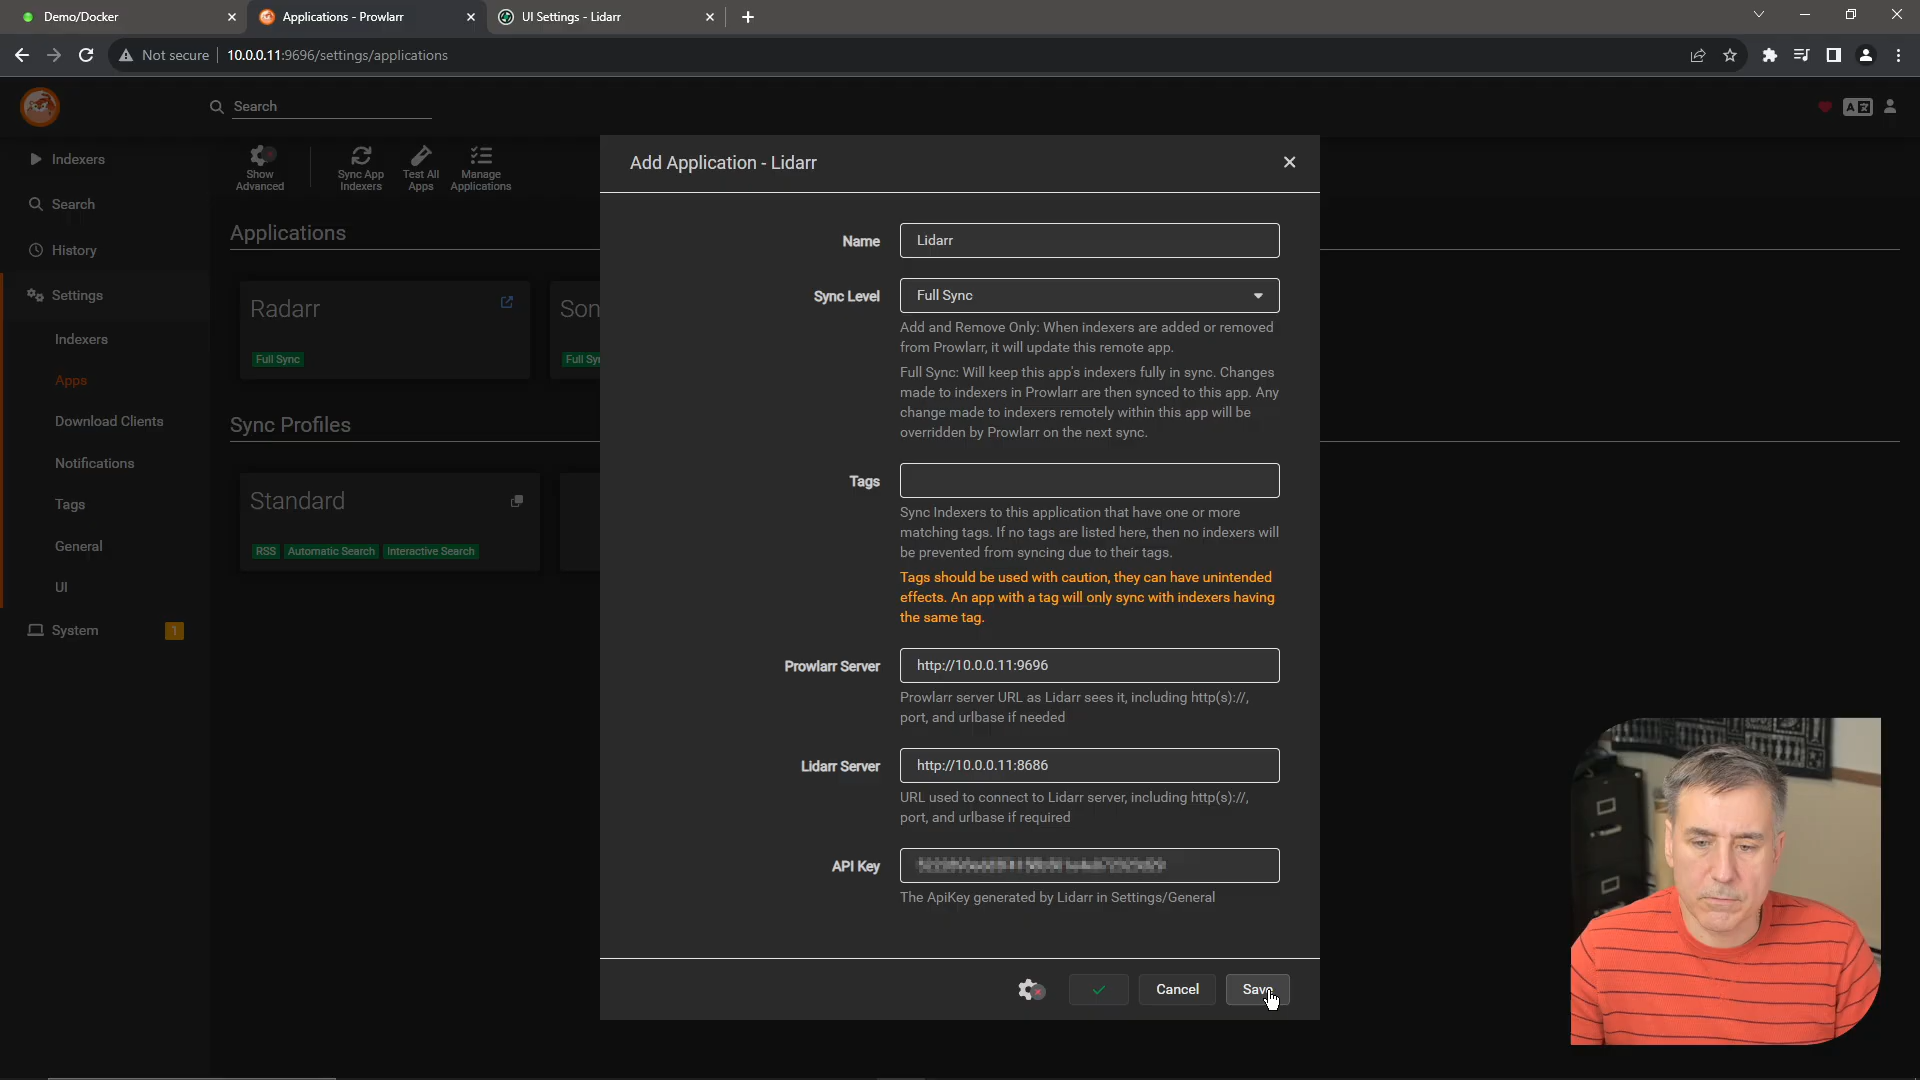 Demo/Docker
Applications - Prowlarr
UI Settings - Lidarr
Not secure
10.0.0.11:9696/settings/applications
Search
Indexers
Search
History
Settings
Indexers
Apps
Download Clients
Notifications
Tags
General
UI
System
1
Show
Advanced
Sync App
Indexers
Test All
Apps
Manage
Applications
Applications
Radarr
Full Sync
Sync Profiles
Standard
RSS
Automatic Search
Interactive Search
Add Application - Lidarr
Name
Lidarr
Sync Level
Full Sync
Add and Remove Only: When indexers are added or removed
from Prowlarr, it will update this remote app.
Full Sync: Will keep this app's indexers fully in sync. Changes
made to indexers in Prowlarr are then synced to this app. Any
change made to indexers remotely within this app will be
overridden by Prowlarr on the next sync.
Tags
Sync Indexers to this application that have one or more
matching tags. If no tags are listed here, then no indexers will
be prevented from syncing due to their tags.
Tags should be used with caution, they can have unintended
effects. An app with a tag will only sync with indexers having
the same tag.
Prowlarr Server
http://10.0.0.11:9696
Prowlarr server URL as Lidarr sees it, including http(s)://,
port, and urlbase if needed
Lidarr Server
http://10.0.0.11:8686
URL used to connect to Lidarr server, including http(s)://,
port, and urlbase if required
API Key
The ApiKey generated by Lidarr in Settings/General
Cancel
Save